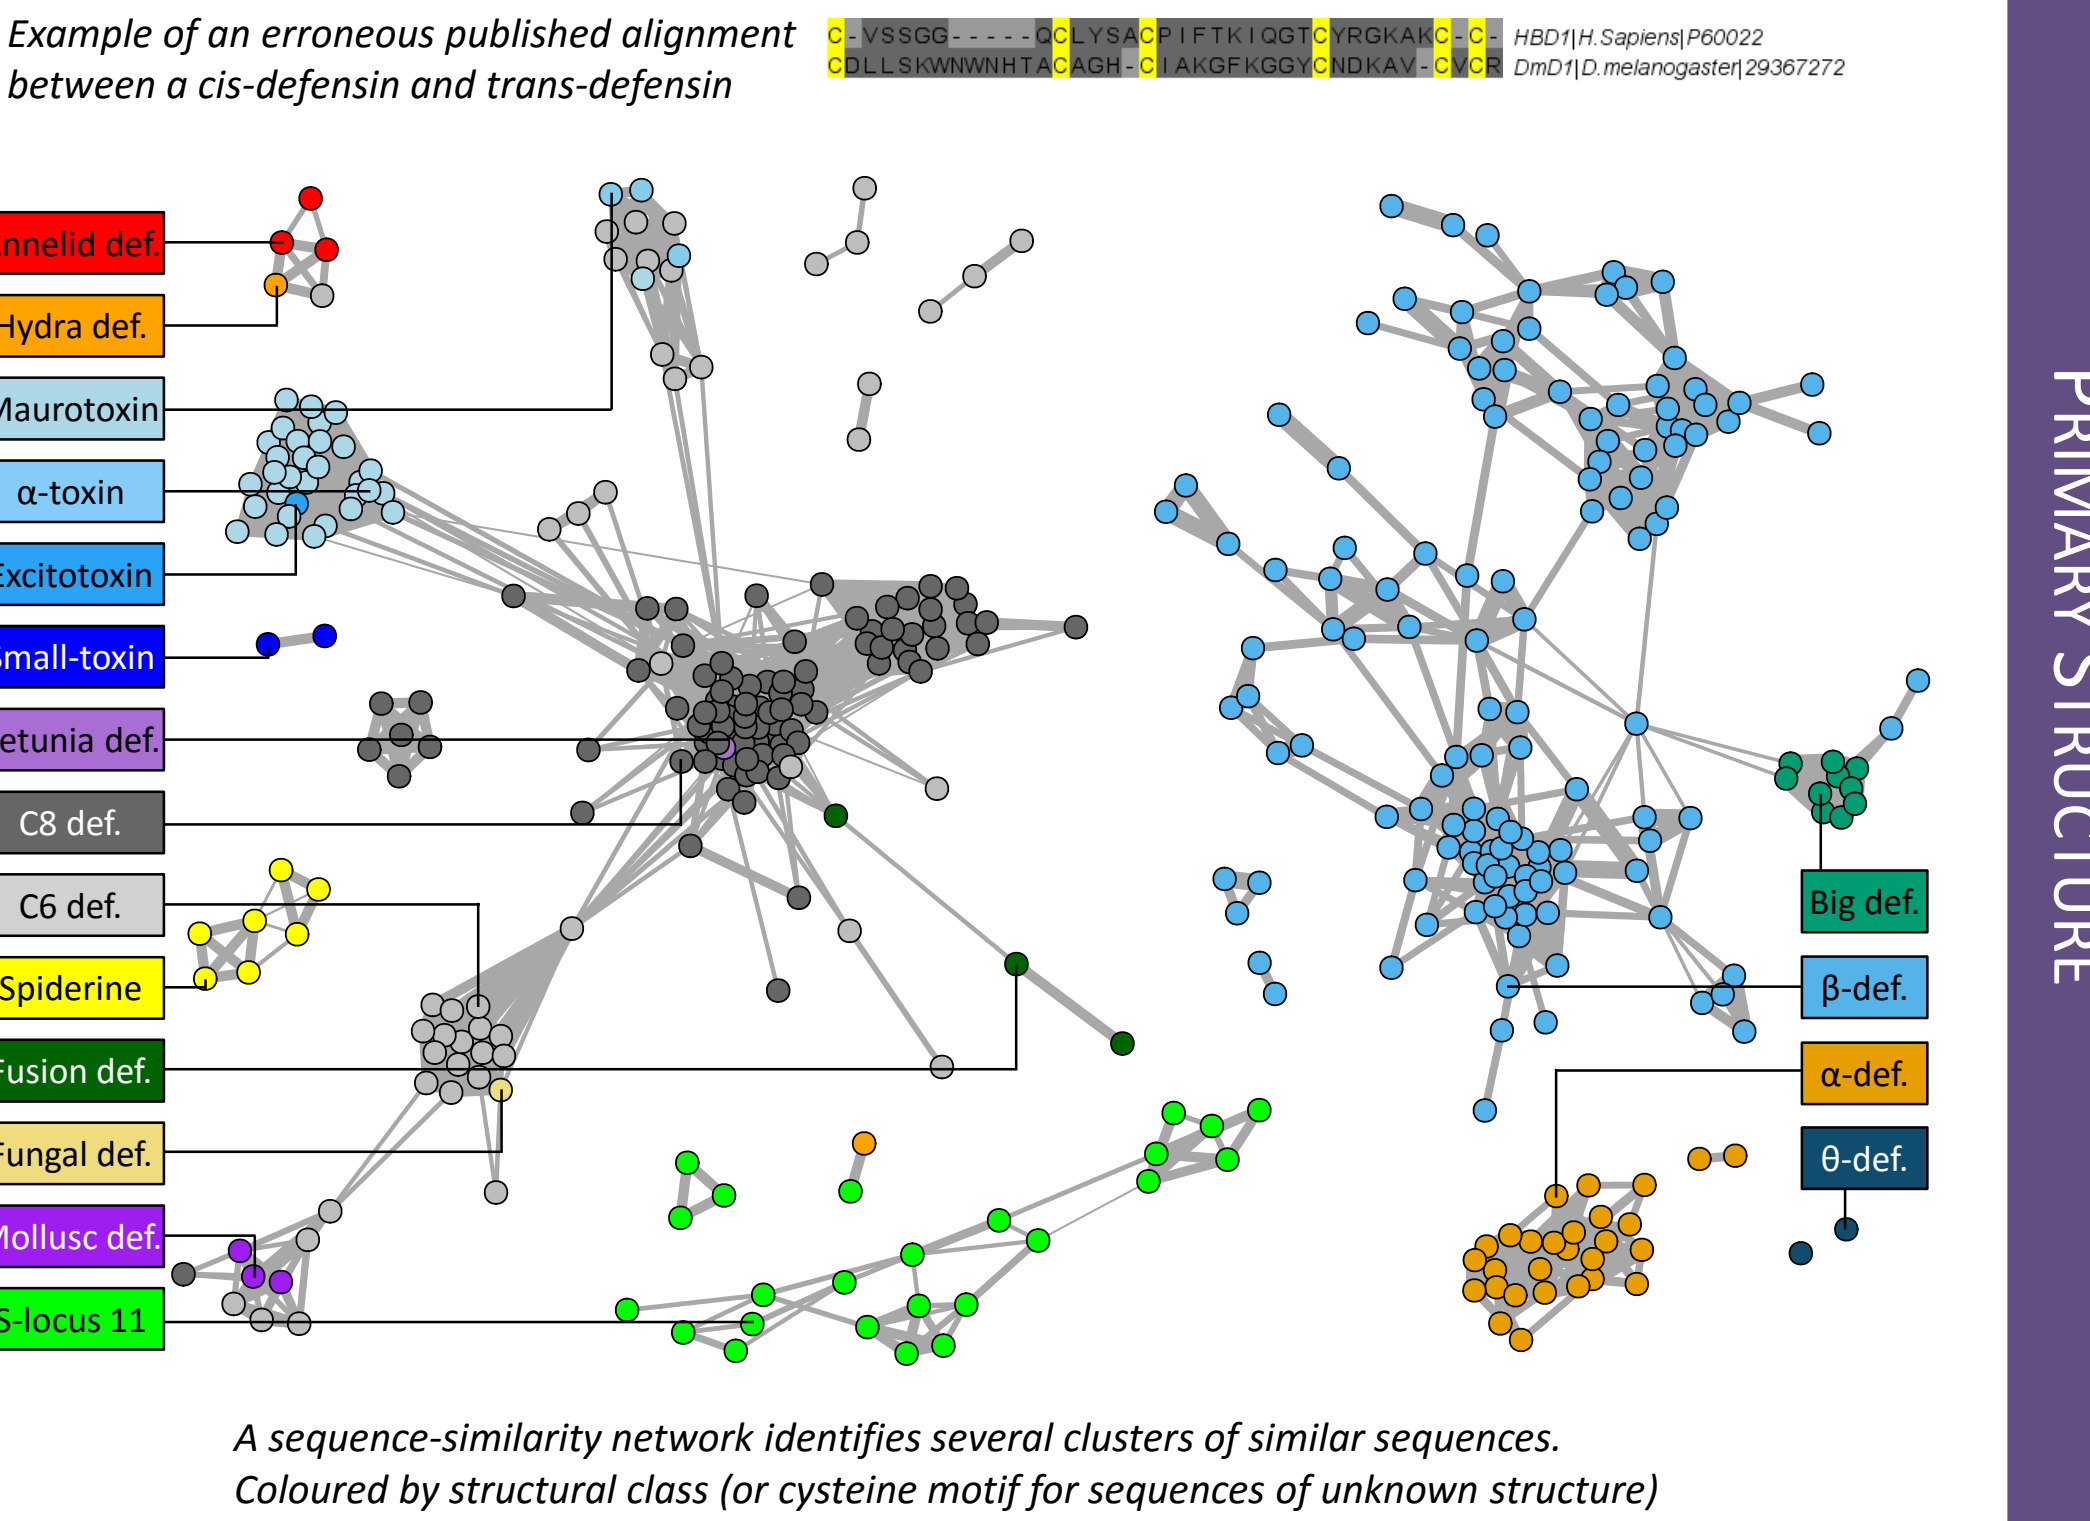 Example of an erroneous published alignment
between a cis-defensin and trans-defensin
C-VSSGG-----QCLYSACPIFTKIQGTCYRGKAKC-C- HBD1|H.Sapiens|P60022
CDLLSKWNWNHTACAGH-CIAKGFKGGYCNDKAV-CVCR DmD1|D.melanogaster|29367272
nnelid def.
Hydra def.
Maurotoxin
α-toxin
Excitotoxin
Small-toxin
etunia def.
C8 def.
C6 def.
Spiderine
Fusion def.
Fungal def.
Mollusc def.
S-locus 11
Big def.
β-def.
α-def.
θ-def.
PRIMARY STRUCTURE
A sequence-similarity network identifies several clusters of similar sequences.
Coloured by structural class (or cysteine motif for sequences of unknown structure)